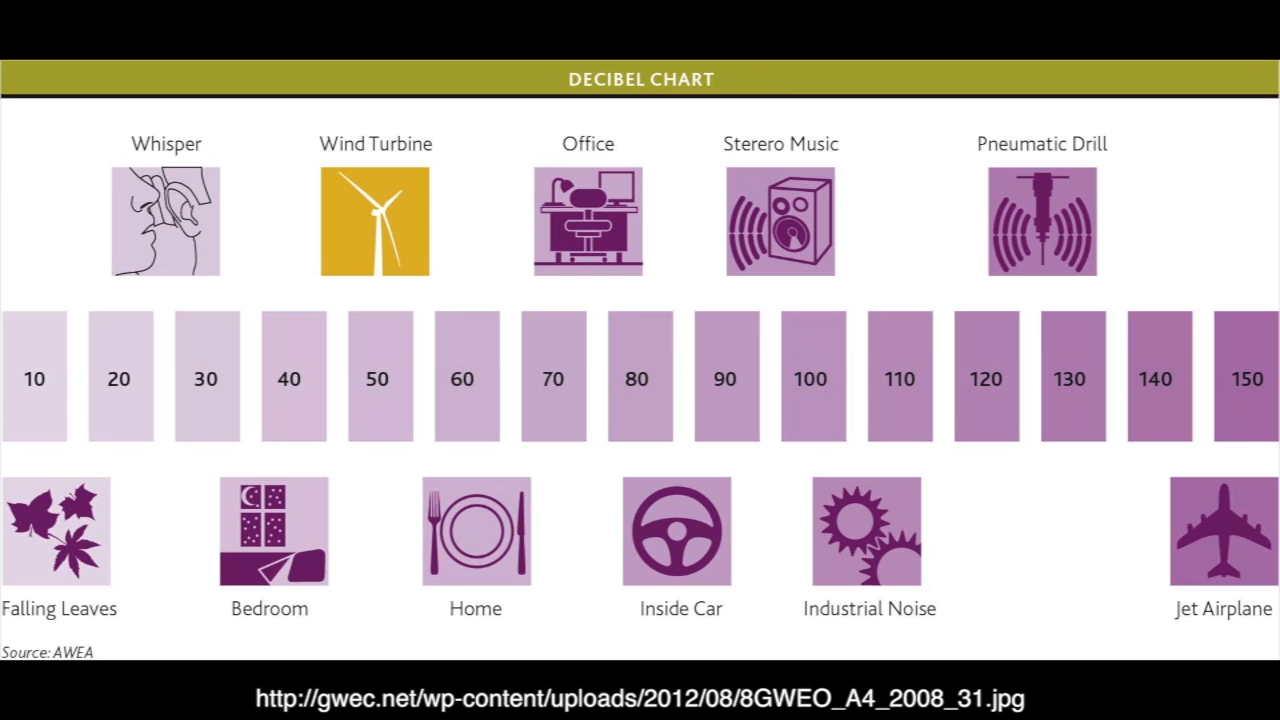 DECIBEL CHART
Whisper Wind Turbine Office Sterero Music Pneumatic Drill
10 20 30 40 50 60 70 80 90 100 110 120 130 140 150
Falling Leaves Bedroom Home Inside Car Industrial Noise Jet Airplane
Source: AWEA
http://gwec.net/wp-content/uploads/2012/08/8GWEO_A4_2008_31.jpg